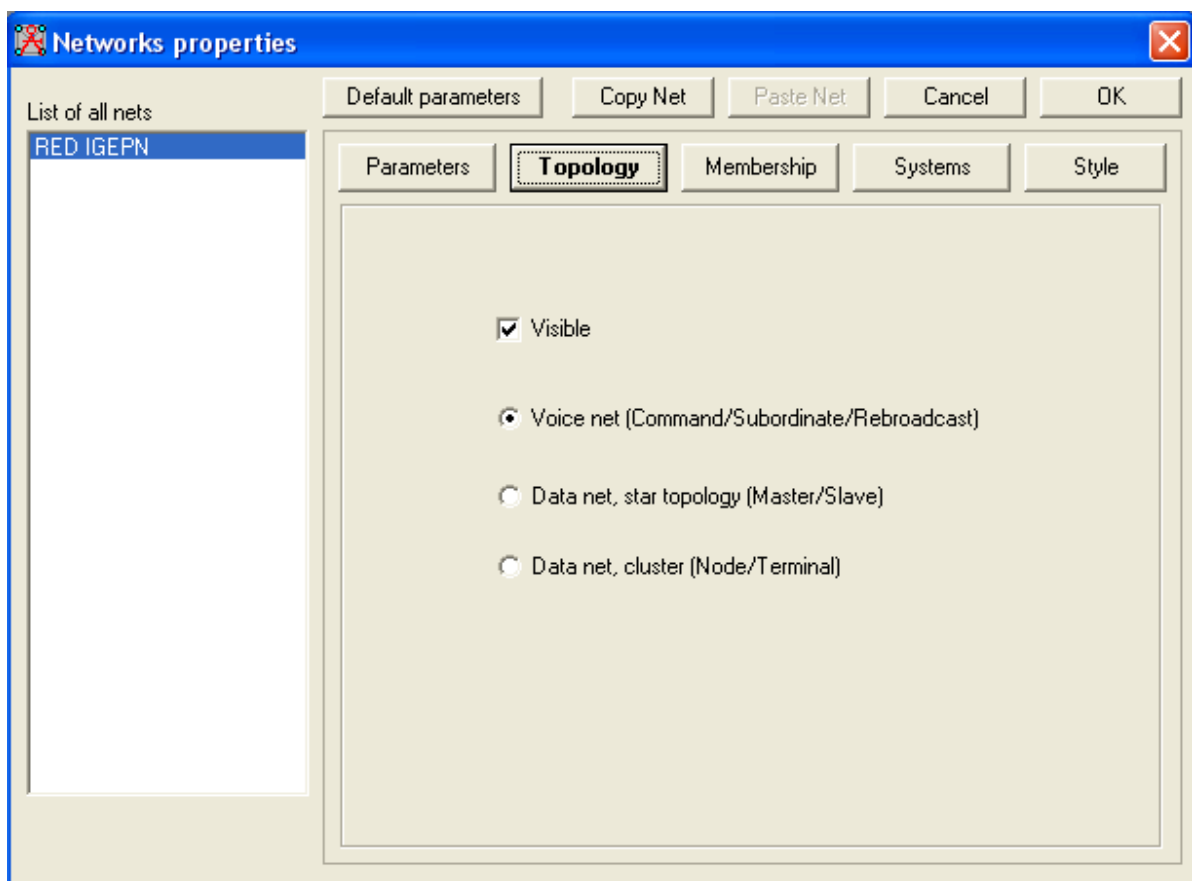 Networks properties
List of all nets
RED IGEPN
Default parameters Copy Net Paste Net Cancel OK
Parameters Topology Membership Systems Style
Visible
Voice net (Command/Subordinate/Rebroadcast)
Data net, star topology (Master/Slave)
Data net, cluster (Node/Terminal)